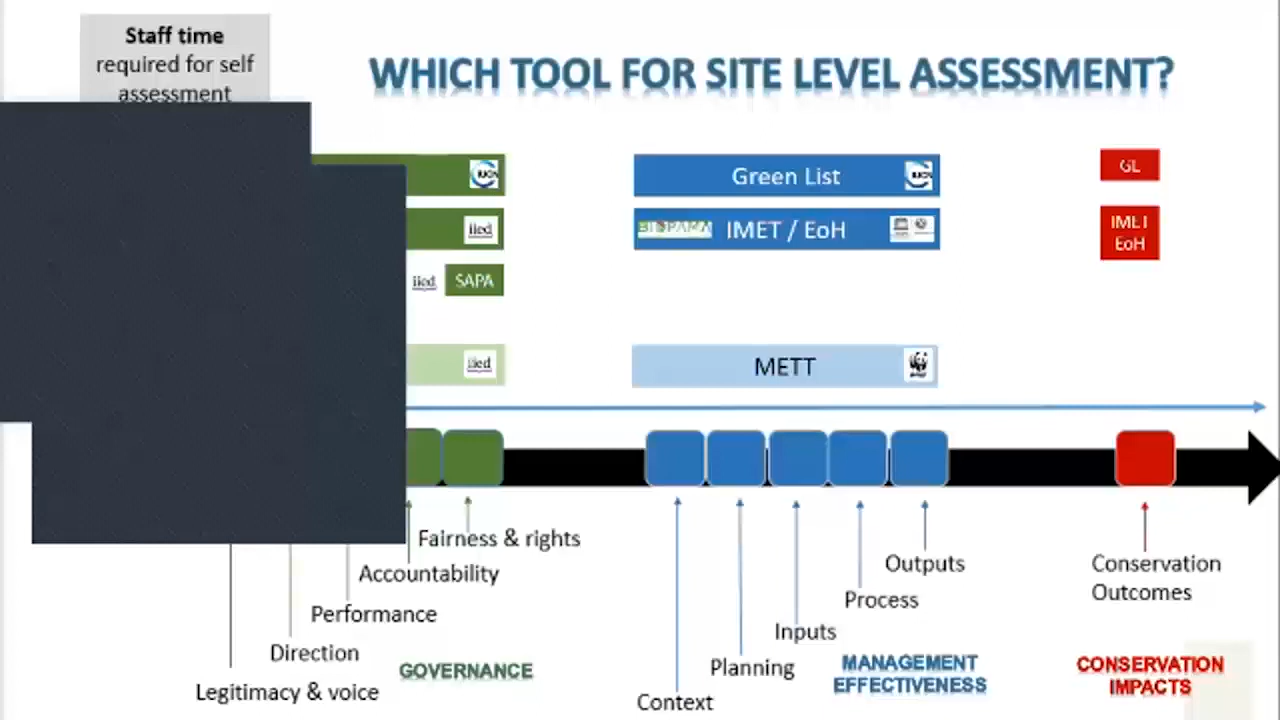 Staff time
required for self
assessment
WHICH TOOL FOR SITE LEVEL ASSESSMENT?
Green List
GL
iied
BIOPAMA
IMET / EoH
IMET
EoH
iied
SAPA
iied
METT
Fairness & rights
Accountability
Performance
Direction
Legitimacy & voice
GOVERNANCE
Outputs
Process
Inputs
Planning
Context
MANAGEMENT
EFFECTIVENESS
Conservation
Outcomes
CONSERVATION
IMPACTS